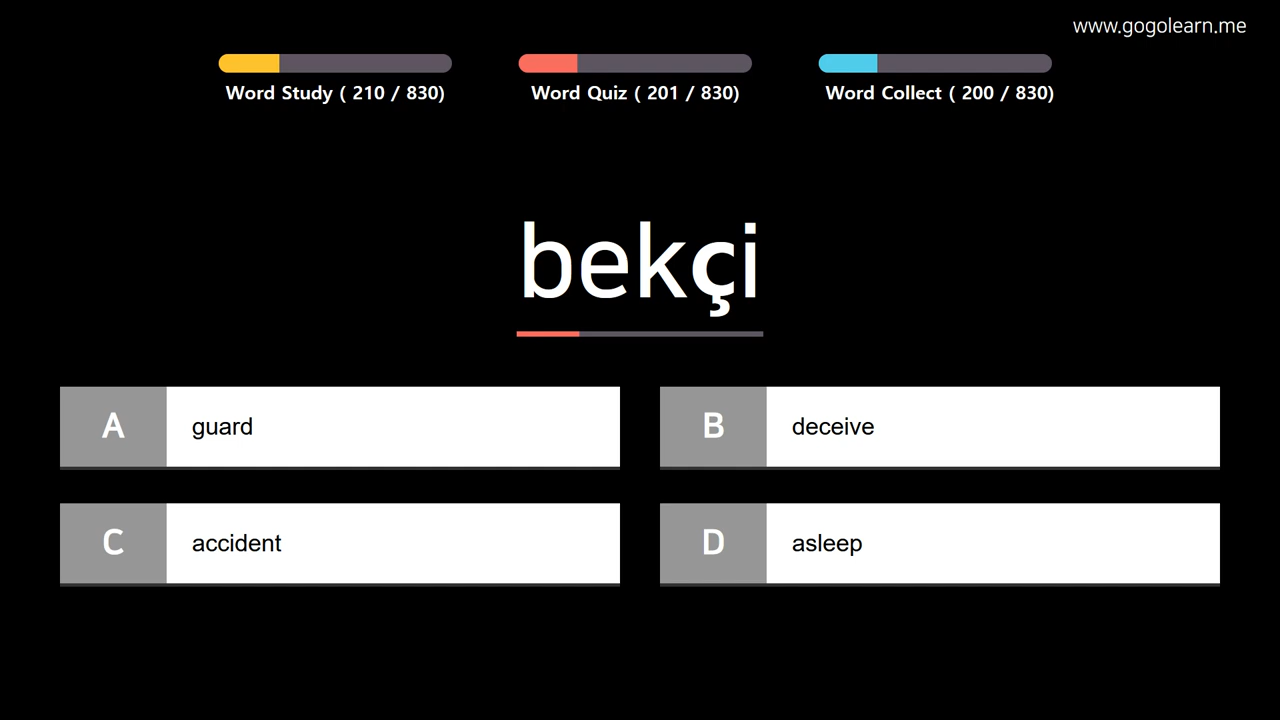 www.gogolearn.me
Word Study ( 210 / 830)
Word Quiz ( 201 / 830)
Word Collect ( 200 / 830)
bekçi
A guard
B deceive
C accident
D asleep